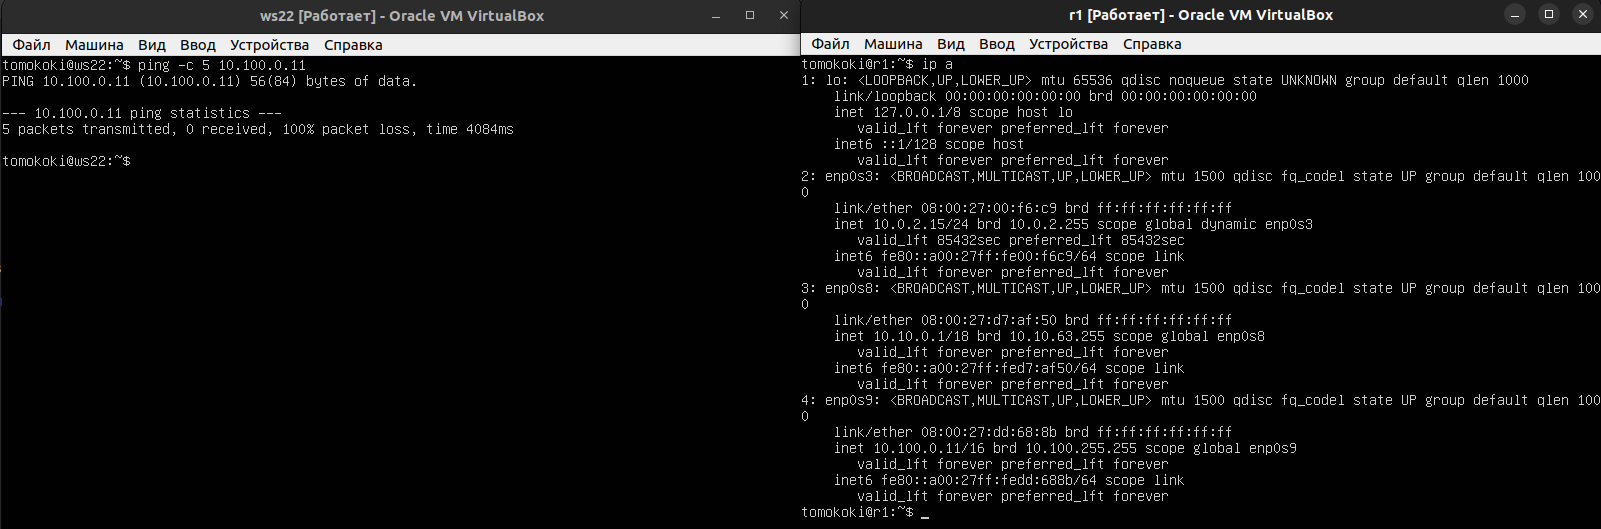 ws22 [Работает] - Oracle VM VirtualBox
Файл Машина Вид Ввод Устройства Справка
tomokoki@ws22:~$ ping -c 5 10.100.0.11
PING 10.100.0.11 (10.100.0.11) 56(84) bytes of data.
--- 10.100.0.11 ping statistics ---
5 packets transmitted, 0 received, 100% packet loss, time 4084ms
tomokoki@ws22:~$
r1 [Работает] - Oracle VM VirtualBox
Файл Машина Вид Ввод Устройства Справка
tomokoki@r1:~$ ip a
1: lo: <LOOPBACK,UP,LOWER_UP> mtu 65536 qdisc noqueue state UNKNOWN group default qlen 1000
link/loopback 00:00:00:00:00:00 brd 00:00:00:00:00:00
inet 127.0.0.1/8 scope host lo
valid_lft forever preferred_lft forever
inet6 ::1/128 scope host
valid_lft forever preferred_lft forever
2: enp0s3: <BROADCAST,MULTICAST,UP,LOWER_UP> mtu 1500 qdisc fq_codel state UP group default qlen 100
0
link/ether 08:00:27:00:f6:c9 brd ff:ff:ff:ff:ff:ff
inet 10.0.2.15/24 brd 10.0.2.255 scope global dynamic enp0s3
valid_lft 85432sec preferred_lft 85432sec
inet6 fe80::a00:27ff:fe00:f6c9/64 scope link
valid_lft forever preferred_lft forever
3: enp0s8: <BROADCAST,MULTICAST,UP,LOWER_UP> mtu 1500 qdisc fq_codel state UP group default qlen 100
0
link/ether 08:00:27:d7:af:50 brd ff:ff:ff:ff:ff:ff
inet 10.10.0.1/18 brd 10.10.63.255 scope global enp0s8
valid_lft forever preferred_lft forever
inet6 fe80::a00:27ff:fed7:af50/64 scope link
valid_lft forever preferred_lft forever
4: enp0s9: <BROADCAST,MULTICAST,UP,LOWER_UP> mtu 1500 qdisc fq_codel state UP group default qlen 100
0
link/ether 08:00:27:dd:68:8b brd ff:ff:ff:ff:ff:ff
inet 10.100.0.11/16 brd 10.100.255.255 scope global enp0s9
valid_lft forever preferred_lft forever
inet6 fe80::a00:27ff:fedd:688b/64 scope link
valid_lft forever preferred_lft forever
tomokoki@r1:~$ _